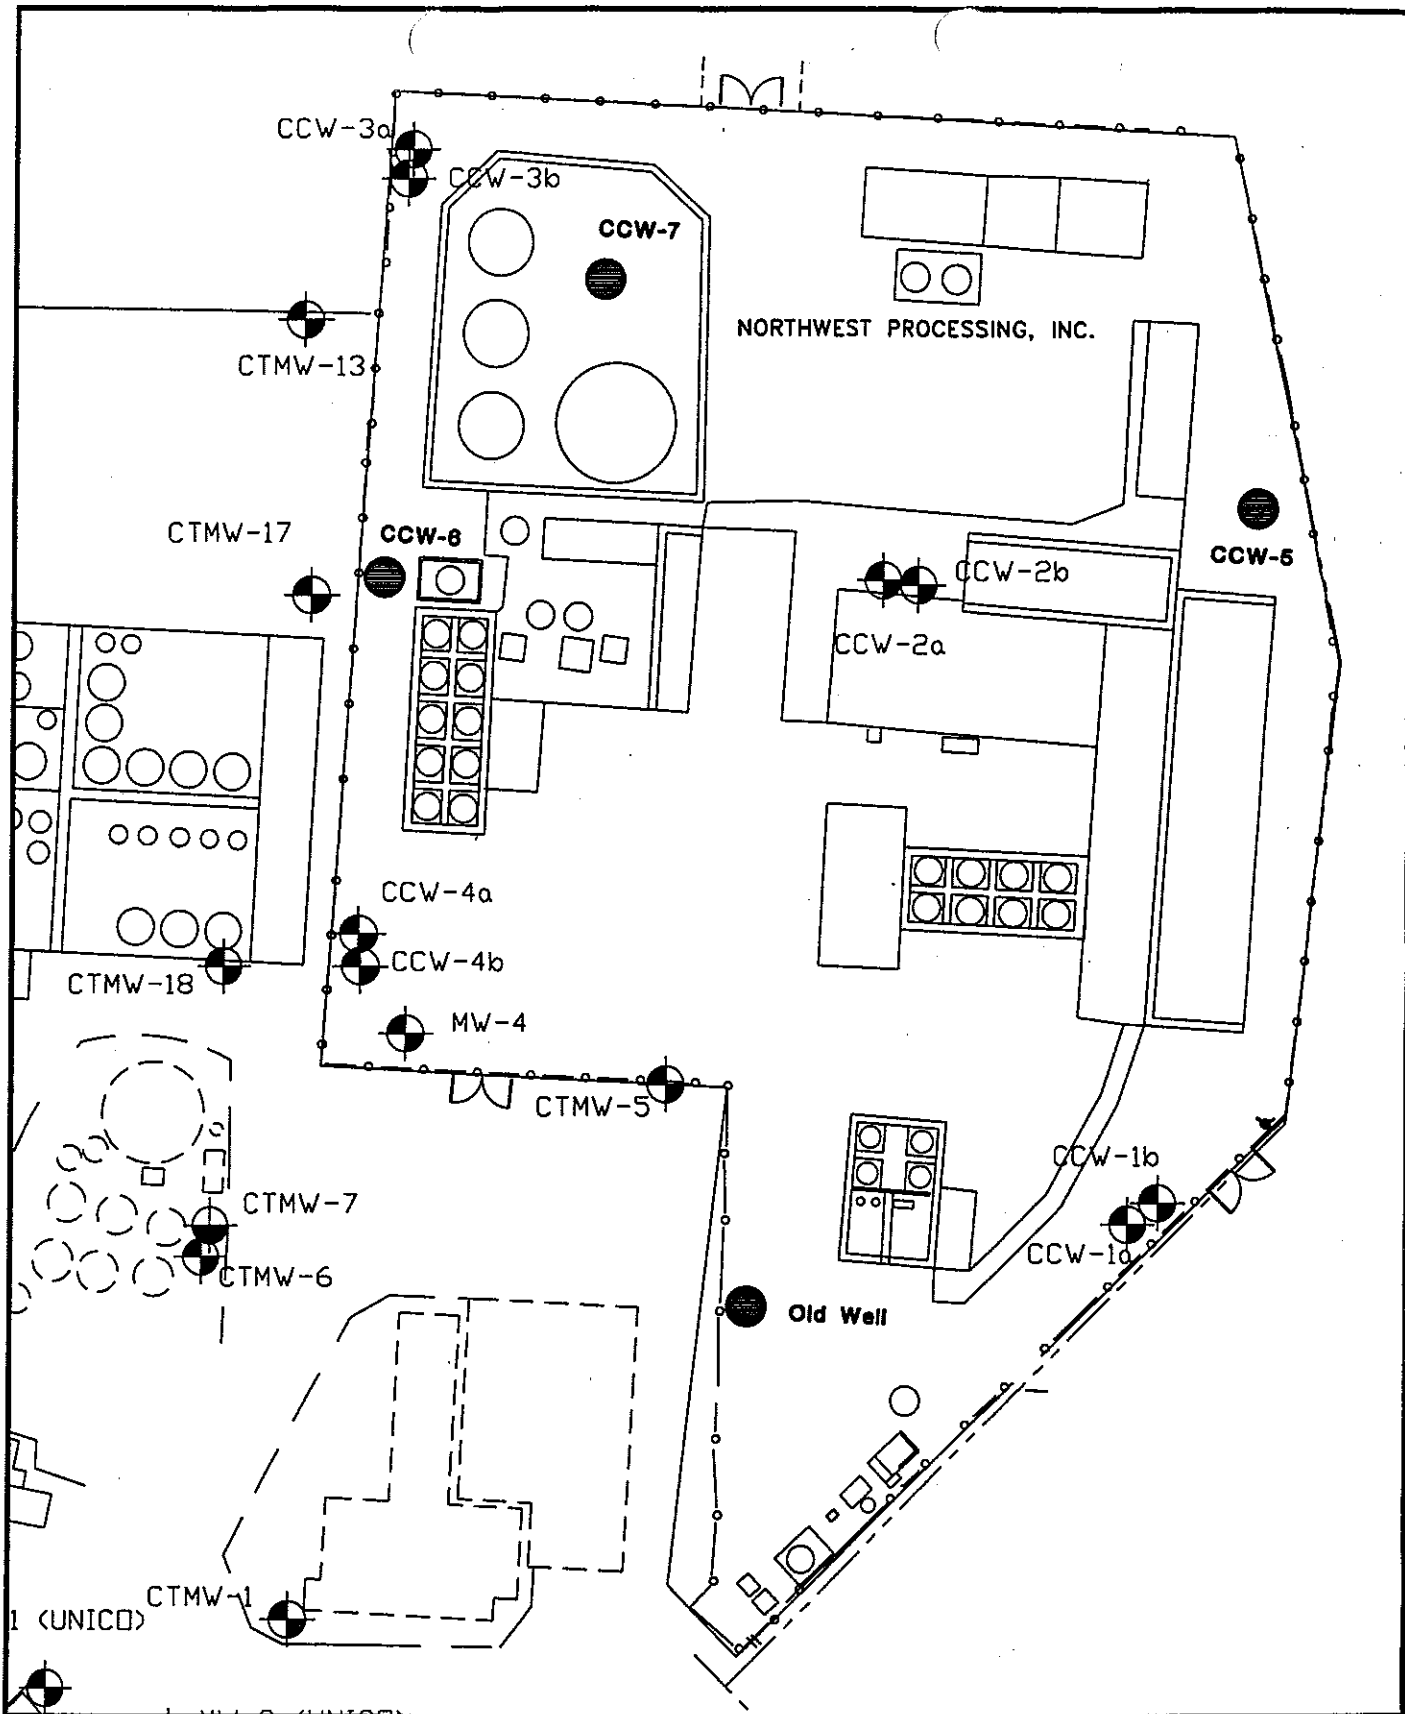 CCW-3a
CCW-3b
CCW-7
NORTHWEST PROCESSING, INC.
CTMW-13
CTMW-17
CCW-6
CCW-5
CCW-2b
CCW-2a
CCW-4a
CCW-4b
CTMW-18
MW-4
CTMW-5
CCW-1b
CTMW-7
CCW-1a
CTMW-6
Old Well
CTMW-1
1 (UNICO)